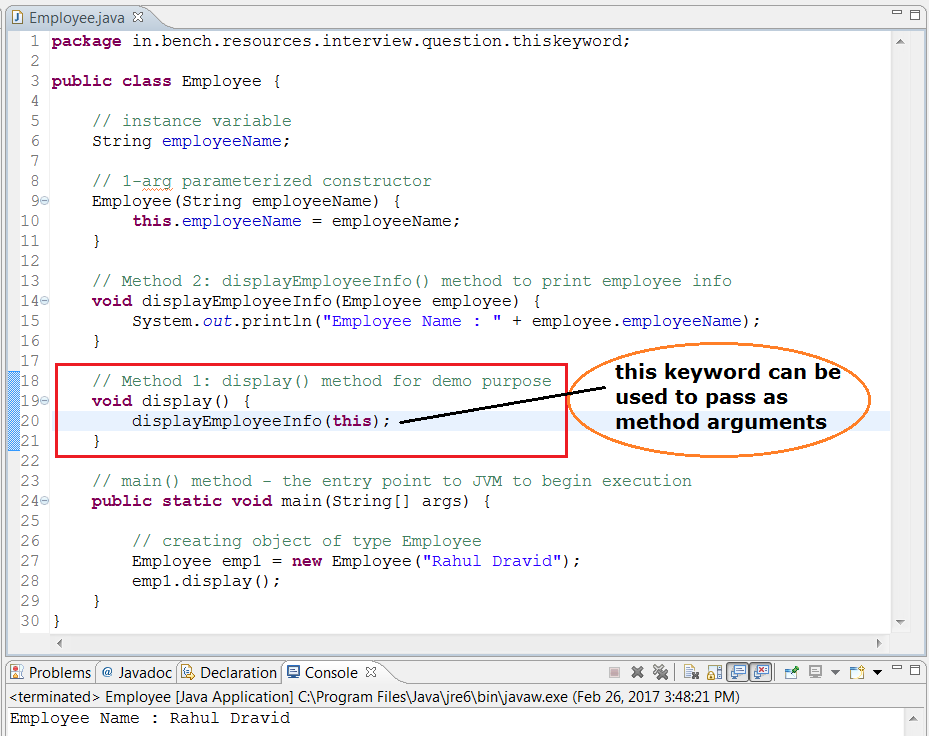 Employee.java
1 package in.bench.resources.interview.question.thiskeyword;
2
3 public class Employee {
4
5 // instance variable
6 String employeeName;
7
8 // 1-arg parameterized constructor
9 Employee(String employeeName) {
10 this.employeeName = employeeName;
11 }
12
13 // Method 2: displayEmployeeInfo() method to print employee info
14 void displayEmployeeInfo(Employee employee) {
15 System.out.println("Employee Name : " + employee.employeeName);
16 }
17
18 // Method 1: display() method for demo purpose
19 void display() {
20 displayEmployeeInfo(this);
21 }
this keyword can be
used to pass as
method arguments
22
23 // main() method - the entry point to JVM to begin execution
24 public static void main(String[] args) {
25
26 // creating object of type Employee
27 Employee emp1 = new Employee("Rahul Dravid");
28 emp1.display();
29 }
30 }
Problems @ Javadoc Declaration Console
<terminated> Employee [Java Application] C:\Program Files\Java\jre6\bin\javaw.exe (Feb 26, 2017 3:48:21 PM)
Employee Name : Rahul Dravid